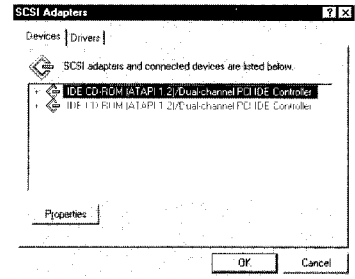 SCSI Adapters
Devices
Drivers
SCSI adapters and connected devices are listed below.
IDE CD-ROM (ATAPI 1.2)/Dual-channel PCI IDE Controller
IDE CD-ROM (ATAPI 1.2)/Dual-channel PCI IDE Controller
Properties
OK
Cancel